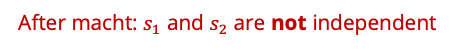 After macht: s₁ and s₂ are not independent